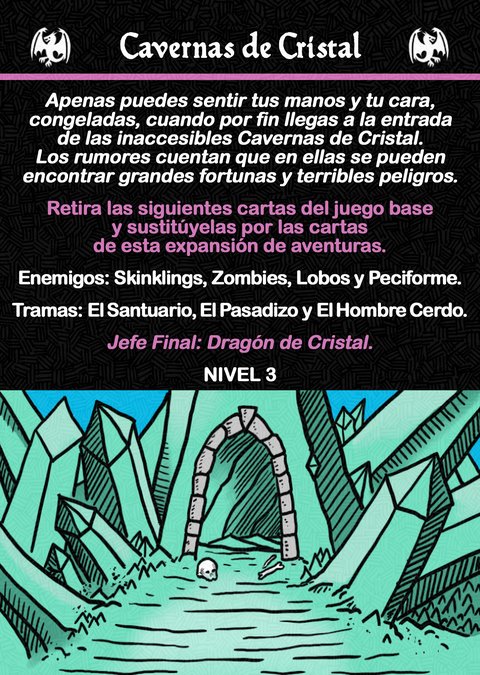 Cavernas de Cristal
Apenas puedes sentir tus manos y tu cara,
congeladas, cuando por fin llegas a la entrada
de las inaccesibles Cavernas de Cristal.
Los rumores cuentan que en ellas se pueden
encontrar grandes fortunas y terribles peligros.
Retira las siguientes cartas del juego base
y sustitúyelas por las cartas
de esta expansión de aventuras.
Enemigos: Skinklings, Zombies, Lobos y Peciforme.
Tramas: El Santuario, El Pasadizo y El Hombre Cerdo.
Jefe Final: Dragón de Cristal.
NIVEL 3